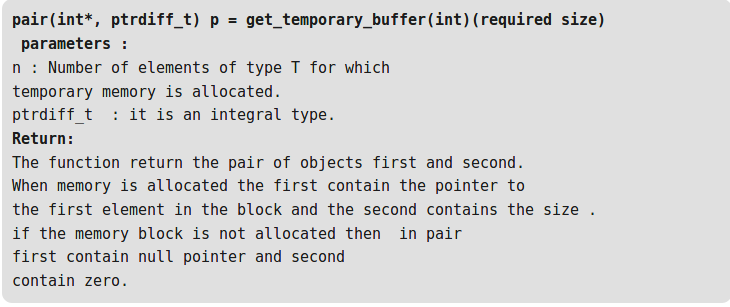 pair(int*, ptrdiff_t) p = get_temporary_buffer(int)(required size)
parameters :
n : Number of elements of type T for which
temporary memory is allocated.
ptrdiff_t  : it is an integral type.
Return:
The function return the pair of objects first and second.
When memory is allocated the first contain the pointer to
the first element in the block and the second contains the size .
if the memory block is not allocated then  in pair
first contain null pointer and second
contain zero.